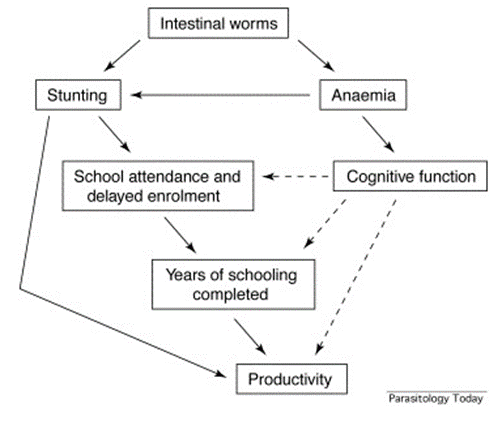 Intestinal worms
Stunting
Anaemia
School attendance and
delayed enrolment
Cognitive function
Years of schooling
completed
Productivity
Parasitology Today